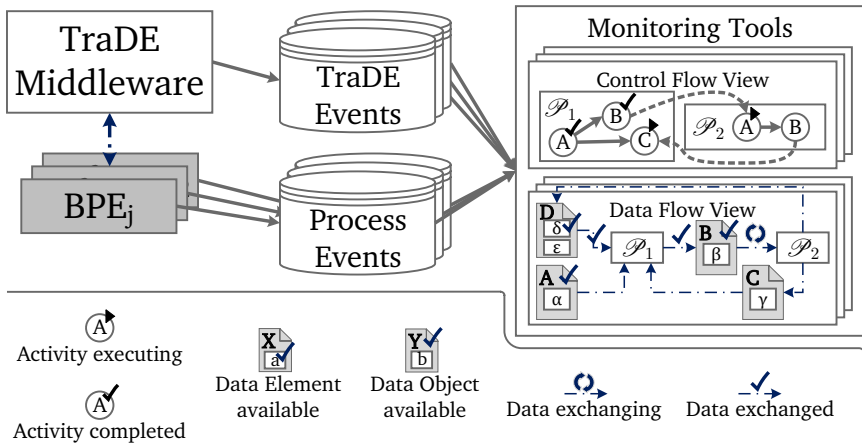 TraDE
Middleware
BPEj
TraDE
Events
Process
Events
Monitoring Tools
Control Flow View
𝒫1
A
B
C
𝒫2
A
B
Data Flow View
D
δ
ε
𝒫1
B
β
𝒫2
A
α
C
γ
A
Activity executing
A
Activity completed
X
a
Data Element
available
Y
b
Data Object
available
Data exchanging
Data exchanged